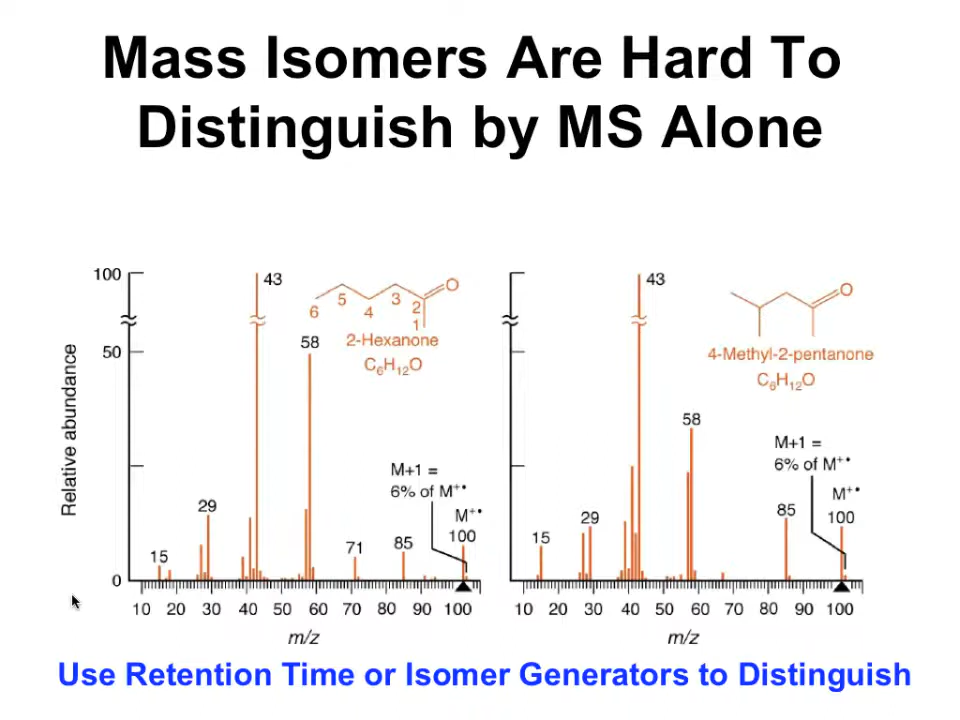 Mass Isomers Are Hard To
Distinguish by MS Alone
100
50
0
Relative abundance
43
58
29
15
71
85
100
M+1 =
6% of M⁺•
M⁺•
6
5
4
3
2
1
O
2-Hexanone
C₆H₁₂O
10 20 30 40 50 60 70 80 90 100
m/z
43
58
29
15
85
100
M+1 =
6% of M⁺•
M⁺•
O
4-Methyl-2-pentanone
C₆H₁₂O
10 20 30 40 50 60 70 80 90 100
m/z
Use Retention Time or Isomer Generators to Distinguish